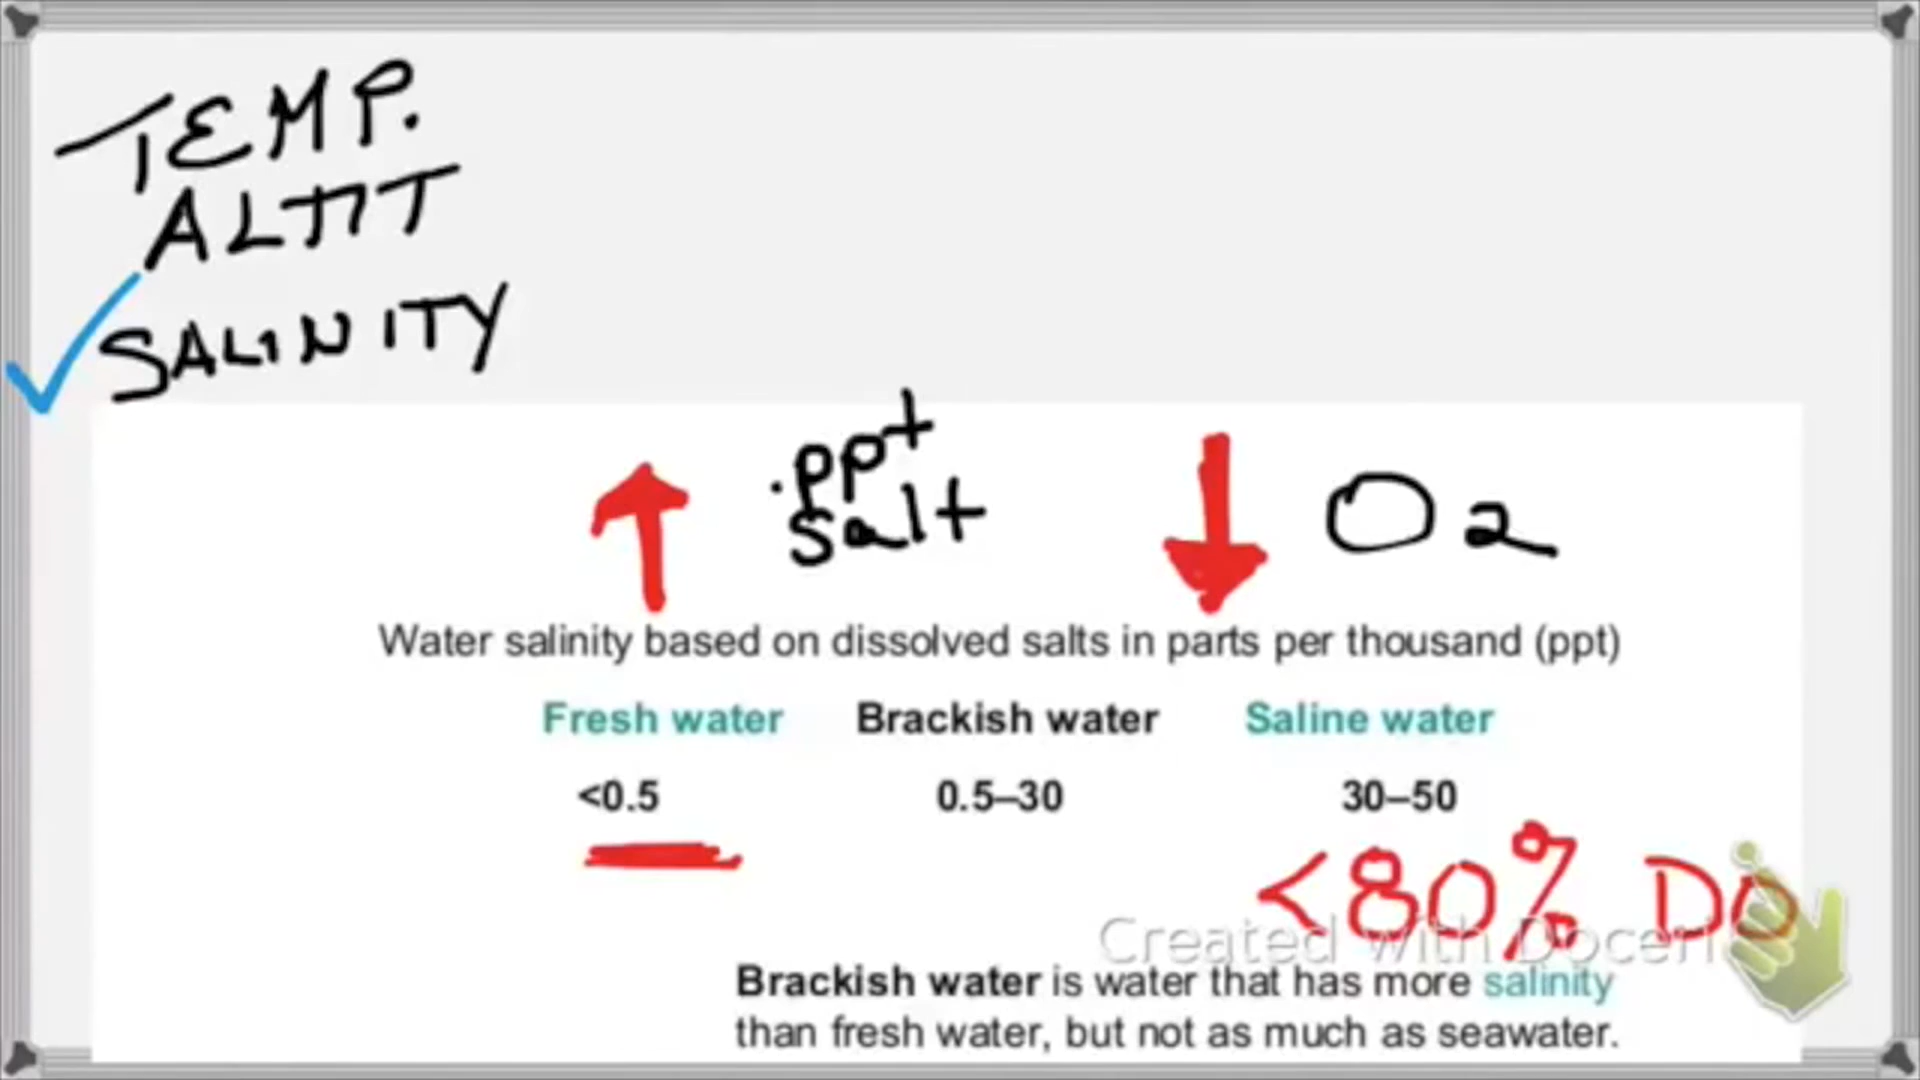 TEMP.
ALTIT
SALINITY
.ppt
salt
O2
Water salinity based on dissolved salts in parts per thousand (ppt)
Fresh water Brackish water Saline water
<0.5 0.5–30 30–50
<80% DO
Created with Doceri
Brackish water is water that has more salinity
than fresh water, but not as much as seawater.